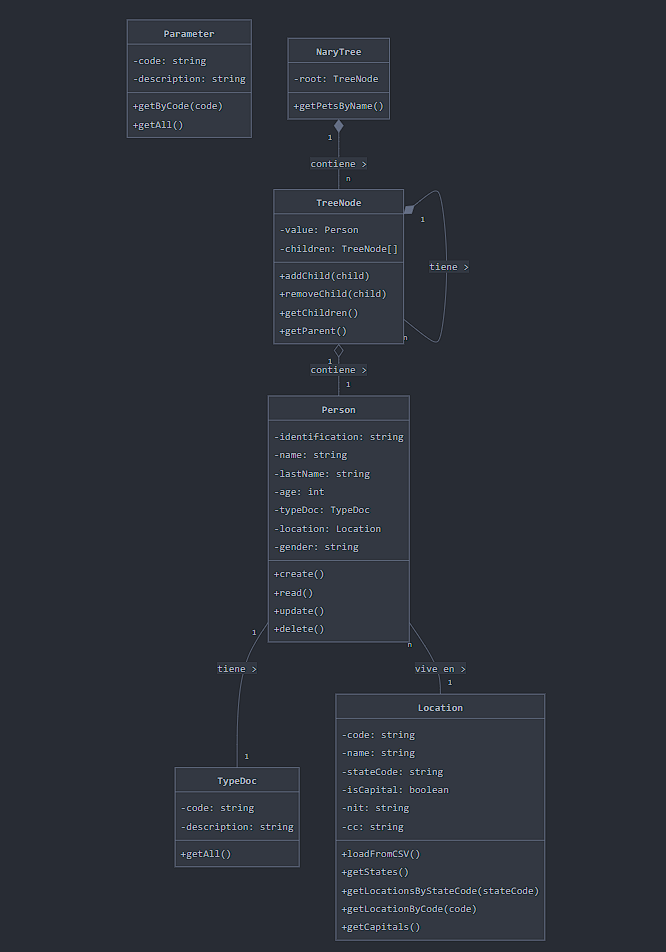 Parameter
-code: string
-description: string
+getByCode(code)
+getAll()
NaryTree
-root: TreeNode
+getPetsByName()
1
contiene >
n
TreeNode
-value: Person
-children: TreeNode[]
+addChild(child)
+removeChild(child)
+getChildren()
+getParent()
1
tiene >
n
1
contiene >
1
Person
-identification: string
-name: string
-lastName: string
-age: int
-typeDoc: TypeDoc
-location: Location
-gender: string
+create()
+read()
+update()
+delete()
1
tiene >
1
n
vive en >
1
TypeDoc
-code: string
-description: string
+getAll()
Location
-code: string
-name: string
-stateCode: string
-isCapital: boolean
-nit: string
-cc: string
+loadFromCSV()
+getStates()
+getLocationsByStateCode(stateCode)
+getLocationByCode(code)
+getCapitals()